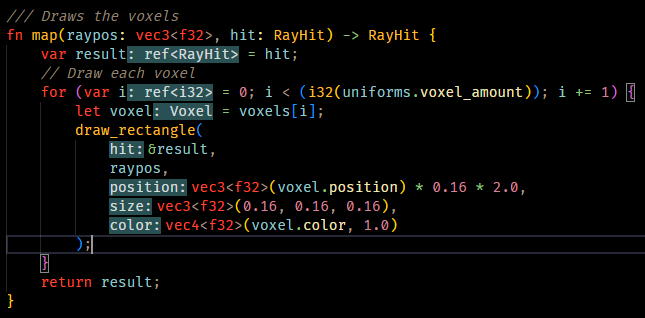 /// Draws the voxels
fn map(raypos: vec3<f32>, hit: RayHit) -> RayHit {
    var result: ref<RayHit> = hit;
    // Draw each voxel
    for (var i: ref<i32> = 0; i < (i32(uniforms.voxel_amount)); i += 1) {
        let voxel: Voxel = voxels[i];
        draw_rectangle(
            hit:&result,
            raypos,
            position:vec3<f32>(voxel.position) * 0.16 * 2.0,
            size:vec3<f32>(0.16, 0.16, 0.16),
            color:vec4<f32>(voxel.color, 1.0)
        );
    }
    return result;
}